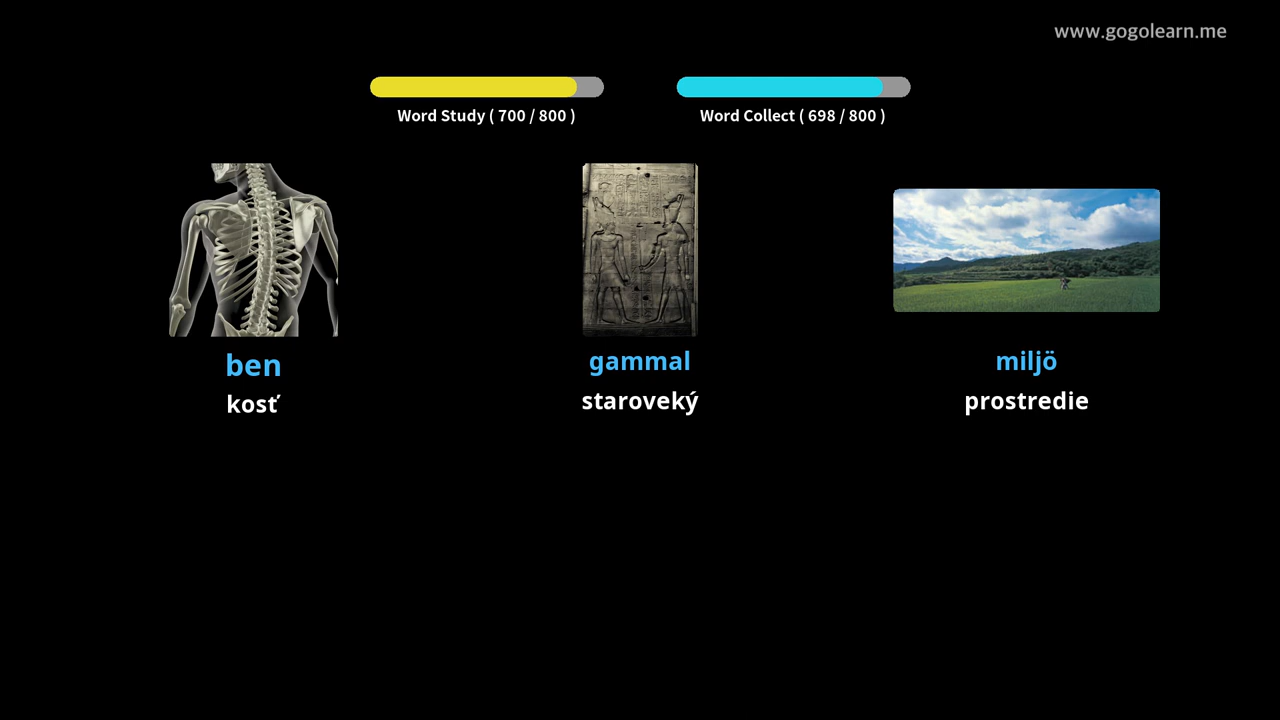 www.gogolearn.me
Word Study ( 700 / 800 )
Word Collect ( 698 / 800 )
ben
kosť
gammal
staroveký
miljö
prostredie